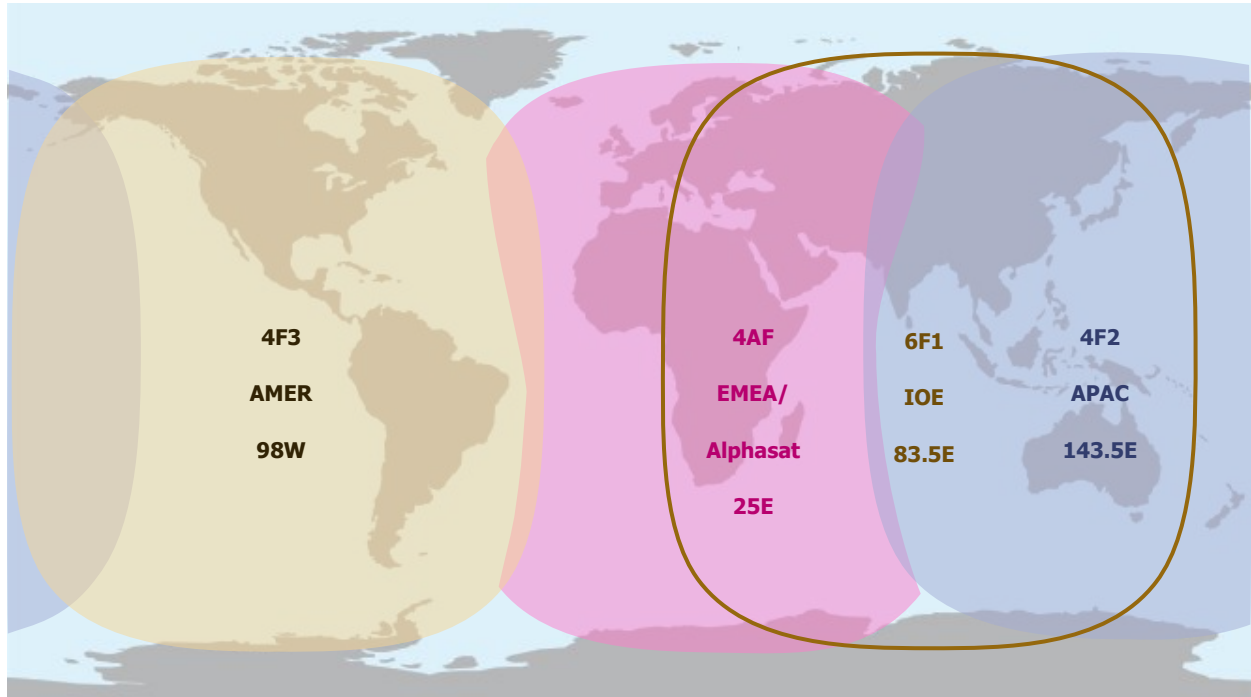 4F3
AMER
98W
4AF
EMEA/
Alphasat
25E
6F1
IOE
83.5E
4F2
APAC
143.5E